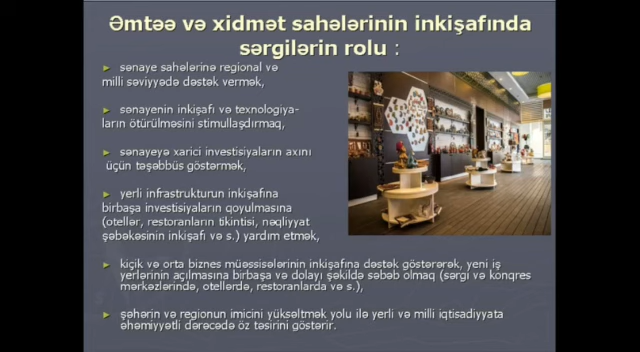 Əmtəə və xidmət sahələrinin inkişafında
sərgilərin rolu :
► sənaye sahələrinə regional və
milli səviyyədə dəstək vermək,
► sənayenin inkişafı və texnologiya-
ların ötürülməsini stimullaşdırmaq,
► sənayeyə xarici investisiyaların axını
üçün təşəbbüs göstərmək,
► yerli infrastrukturun inkişafına
birbaşa investisiyaların qoyulmasına
(otellər, restoranların tikintisi, nəqliyyat
şəbəkəsinin inkişafı və s.) yardım etmək,
► kiçik və orta biznes müəssisələrinin inkişafına dəstək göstərərək, yeni iş
yerlərinin açılmasına birbaşa və dolayı şəkildə səbəb olmaq (sərgi və konqres
mərkəzlərində, otellərdə, restoranlarda və s.),
► şəhərin və regionun imicini yüksəltmək yolu ilə yerli və milli iqtisadiyyata
əhəmiyyətli dərəcədə öz təsirini göstərir.